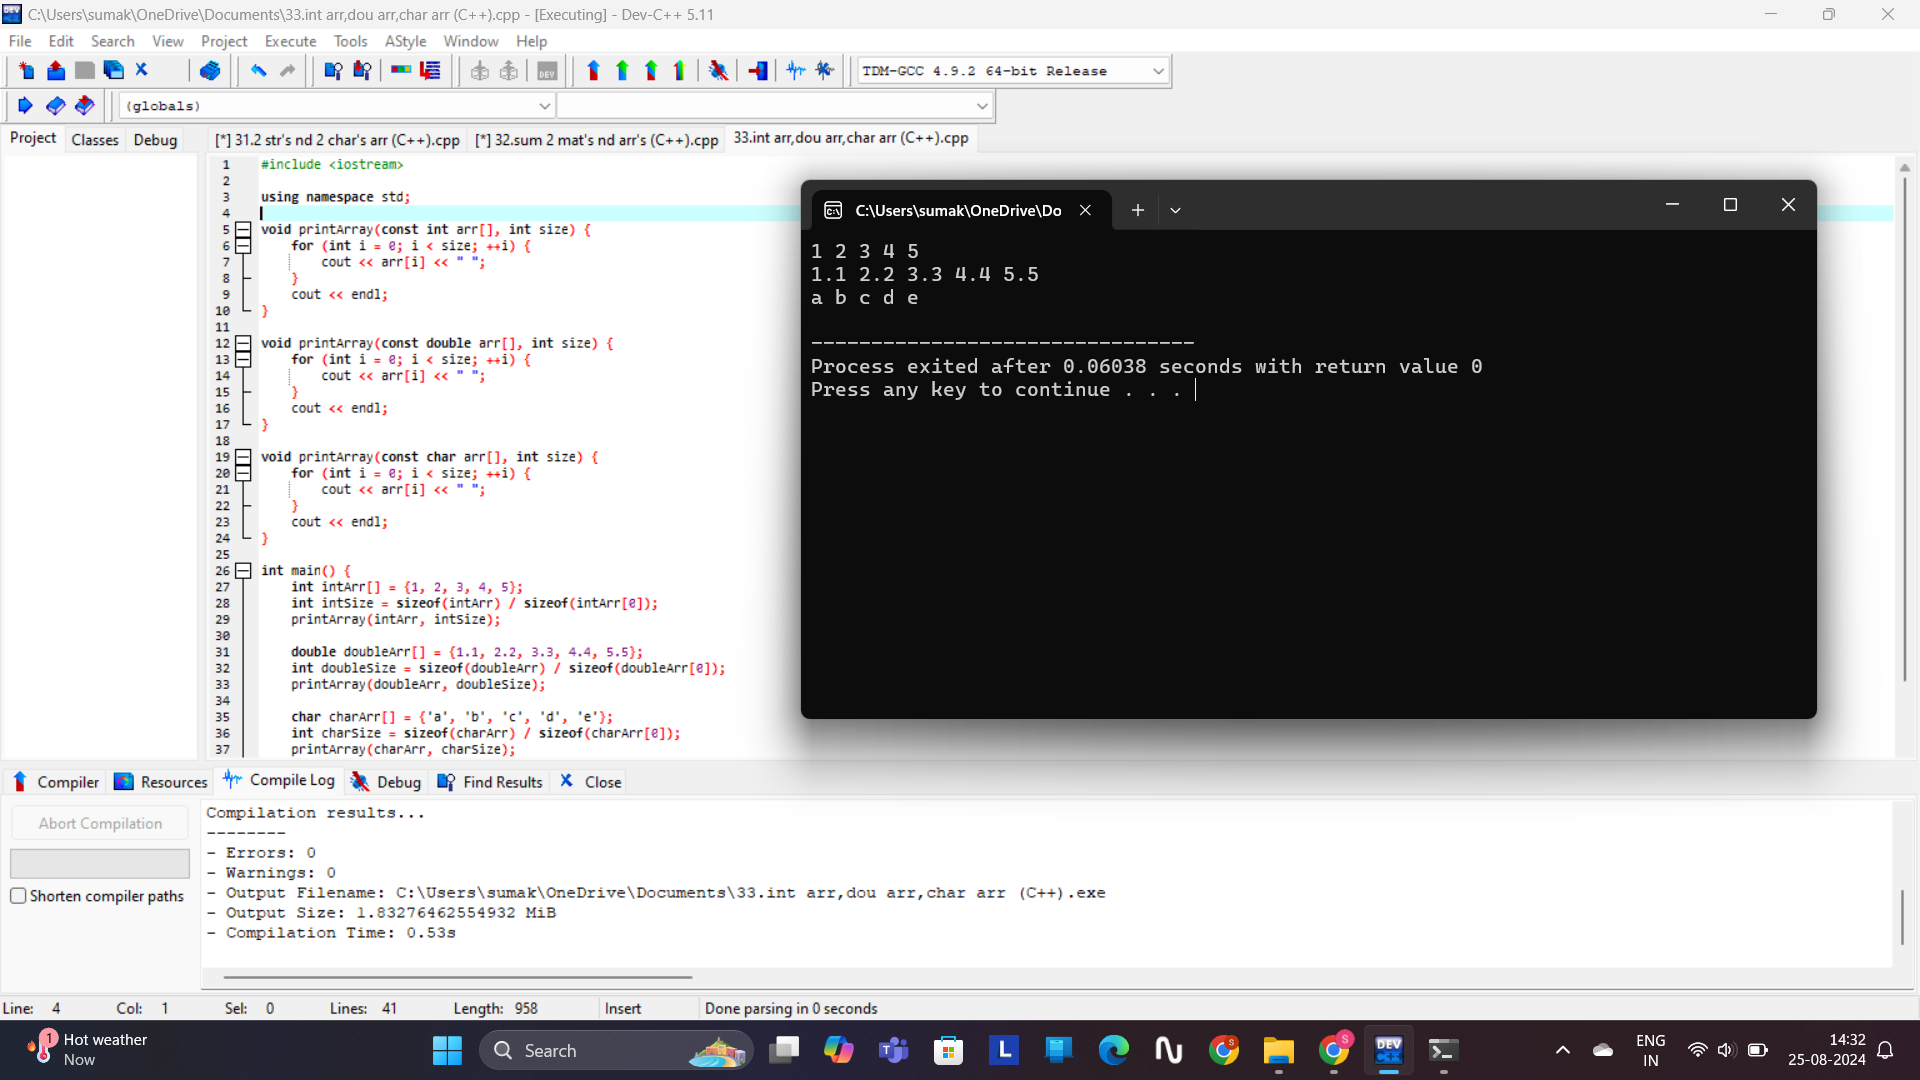 C:\Users\sumak\OneDrive\Documents\33.int arr,dou arr,char arr (C++).cpp - [Executing] - Dev-C++ 5.11
File Edit Search View Project Execute Tools AStyle Window Help
TDM-GCC 4.9.2 64-bit Release
(globals)
Project Classes Debug
[*] 31.2 str's nd 2 char's arr (C++).cpp [*] 32.sum 2 mat's nd arr's (C++).cpp 33.int arr,dou arr,char arr (C++).cpp
1 #include <iostream>
2
3 using namespace std;
4
5 void printArray(const int arr[], int size) {
6 for (int i = 0; i < size; ++i) {
7 cout << arr[i] << " ";
8 }
9 cout << endl;
10 }
11
12 void printArray(const double arr[], int size) {
13 for (int i = 0; i < size; ++i) {
14 cout << arr[i] << " ";
15 }
16 cout << endl;
17 }
18
19 void printArray(const char arr[], int size) {
20 for (int i = 0; i < size; ++i) {
21 cout << arr[i] << " ";
22 }
23 cout << endl;
24 }
25
26 int main() {
27 int intArr[] = {1, 2, 3, 4, 5};
28 int intSize = sizeof(intArr) / sizeof(intArr[0]);
29 printArray(intArr, intSize);
30
31 double doubleArr[] = {1.1, 2.2, 3.3, 4.4, 5.5};
32 int doubleSize = sizeof(doubleArr) / sizeof(doubleArr[0]);
33 printArray(doubleArr, doubleSize);
34
35 char charArr[] = {'a', 'b', 'c', 'd', 'e'};
36 int charSize = sizeof(charArr) / sizeof(charArr[0]);
37 printArray(charArr, charSize);
C:\Users\sumak\OneDrive\Do
1 2 3 4 5
1.1 2.2 3.3 4.4 5.5
a b c d e
--------------------------------
Process exited after 0.06038 seconds with return value 0
Press any key to continue . . .
Compiler Resources Compile Log Debug Find Results Close
Abort Compilation
Shorten compiler paths
Compilation results...
--------
- Errors: 0
- Warnings: 0
- Output Filename: C:\Users\sumak\OneDrive\Documents\33.int arr,dou arr,char arr (C++).exe
- Output Size: 1.83276462554932 MiB
- Compilation Time: 0.53s
Line: 4 Col: 1 Sel: 0 Lines: 41 Length: 958 Insert Done parsing in 0 seconds
1
Hot weather
Now
Search
L
S
S
DEV
C++
ENG
IN
14:32
25-08-2024